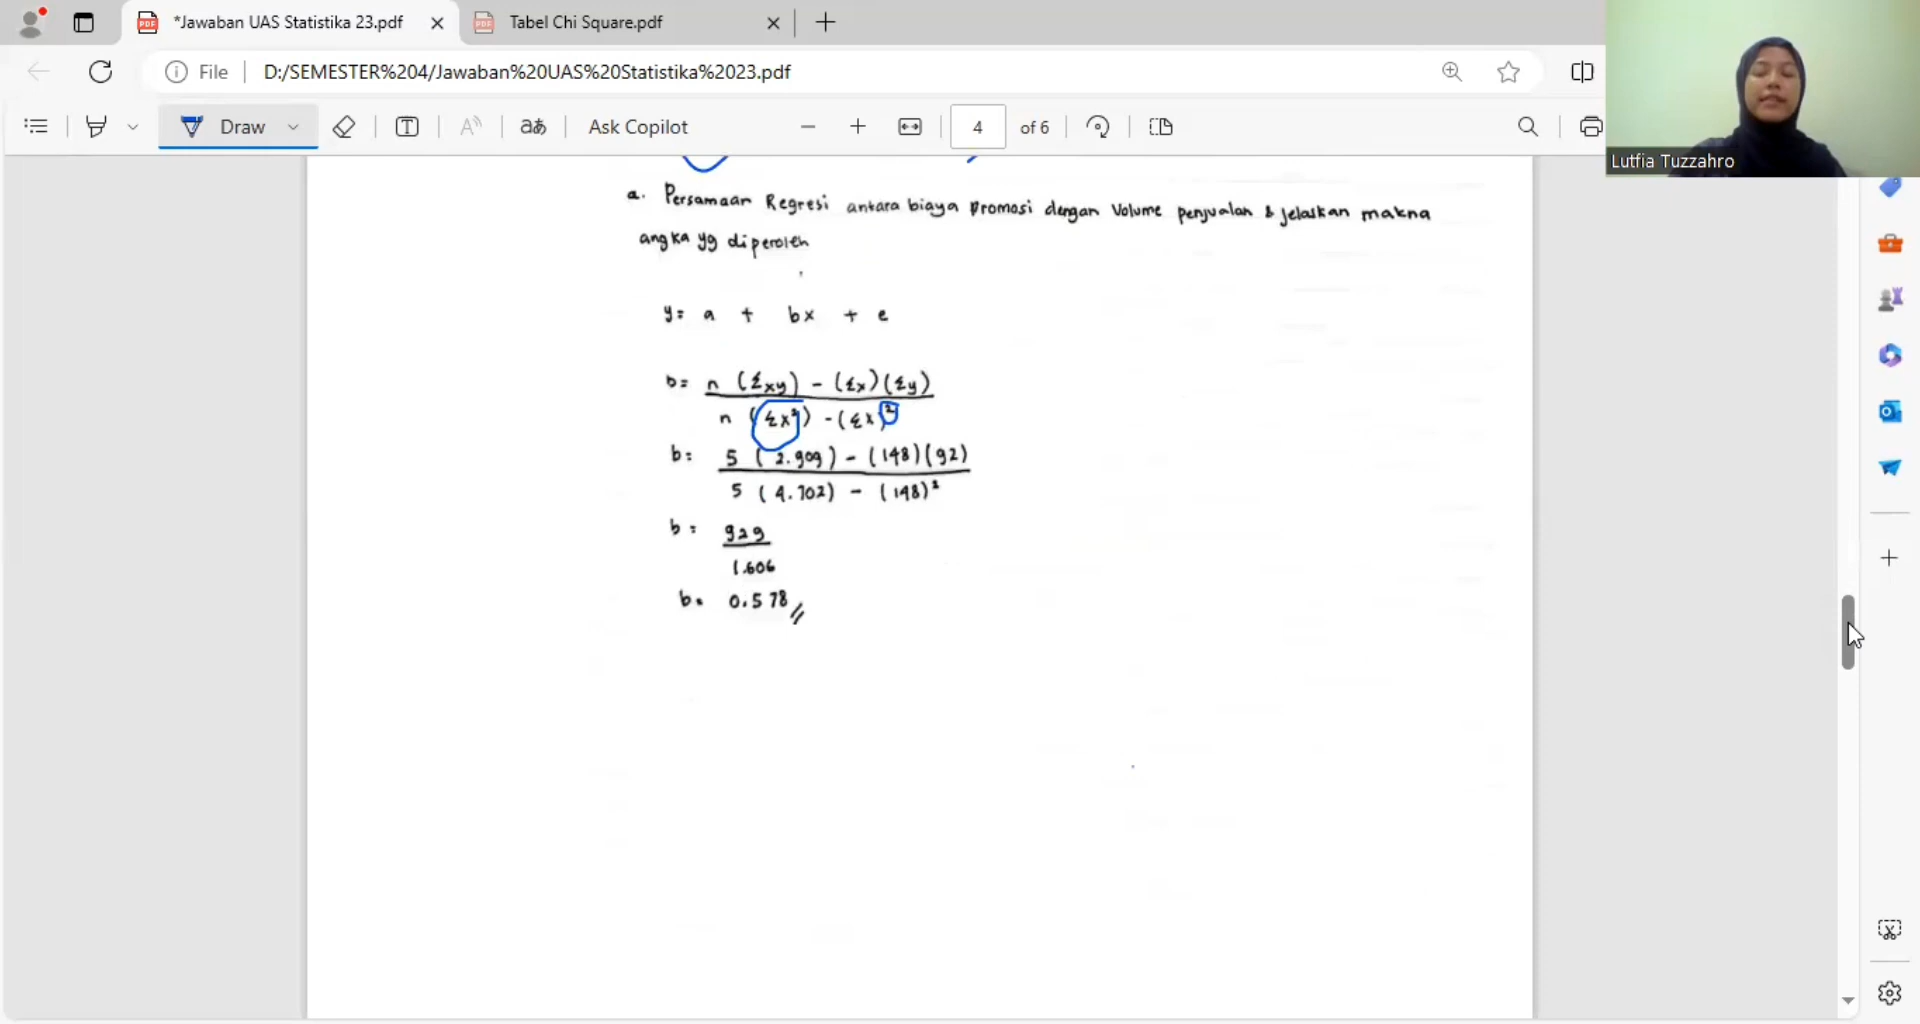 *Jawaban UAS Statistika 23.pdf
Tabel Chi Square.pdf
File
D:/SEMESTER%204/Jawaban%20UAS%20Statistika%2023.pdf
Draw
aあ
Ask Copilot
4 of 6
Lutfia Tuzzahro
a. Persamaan Regresi antara biaya promosi dengan Volume penjualan & jelaskan makna
angka yg diperoleh
y = a + bx + e
b = n (Σxy) - (Σx)(Σy)
n (Σx²) - (Σx)²
b = 5 (2.909) - (148)(92)
5 (4.702) - (148)²
b = 929
1.606
b = 0.578